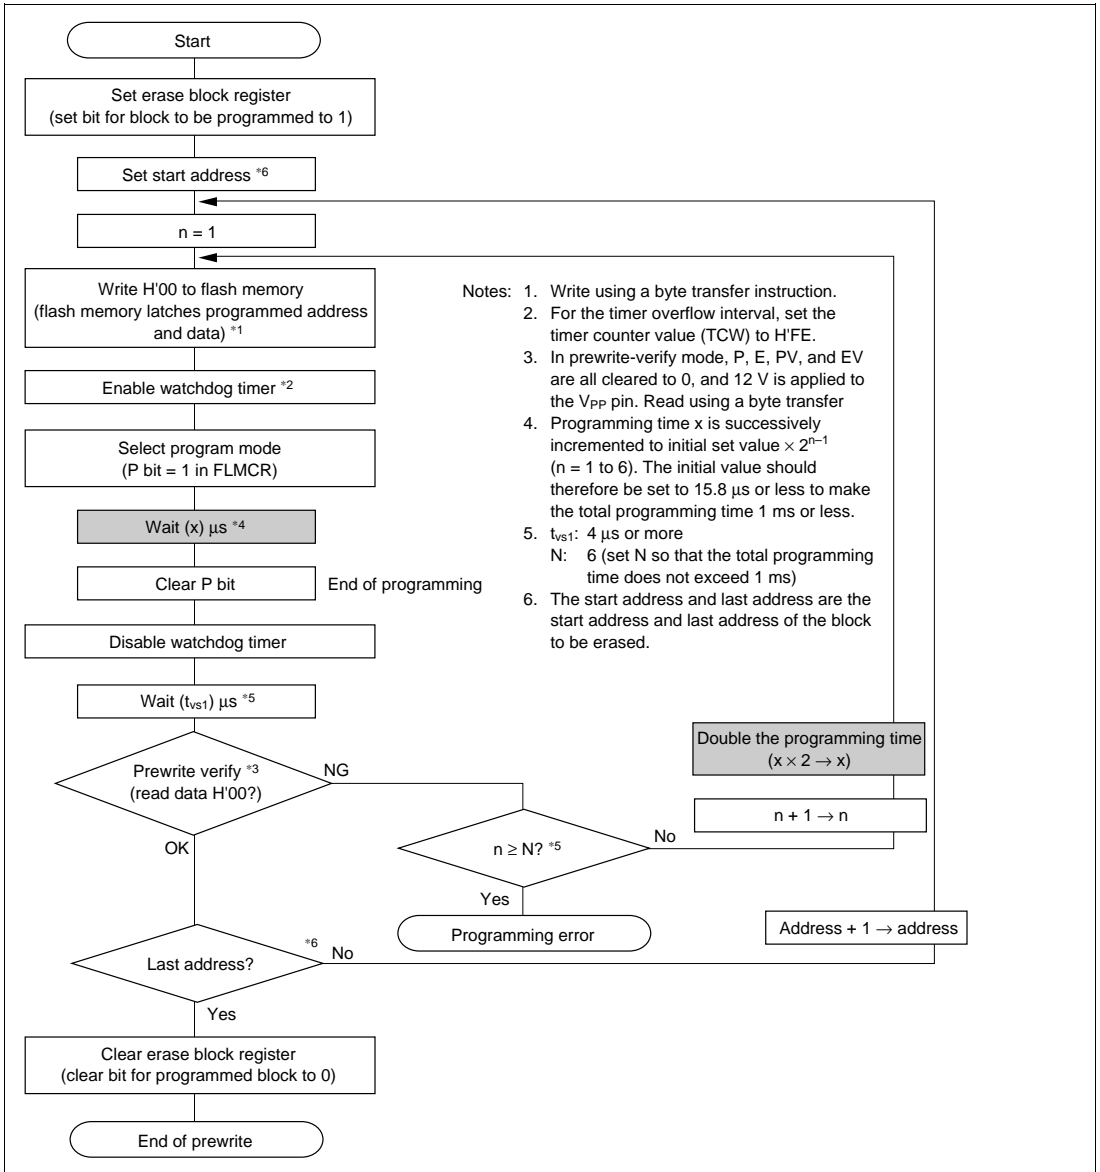 Start
Set erase block register
(set bit for block to be programmed to 1)
Set start address *6
n = 1
Write H'00 to flash memory
(flash memory latches programmed address
and data) *1
Enable watchdog timer *2
Select program mode
(P bit = 1 in FLMCR)
Wait (x) μs *4
Clear P bit
End of programming
Disable watchdog timer
Wait (tvs1) μs *5
Prewrite verify *3
(read data H'00?)
NG
OK
n ≥ N? *5
No
Yes
Programming error
Double the programming time
(x × 2 → x)
n + 1 → n
Address + 1 → address
*6
Last address?
No
Yes
Clear erase block register
(clear bit for programmed block to 0)
End of prewrite
Notes: 1. Write using a byte transfer instruction.
2. For the timer overflow interval, set the
timer counter value (TCW) to H'FE.
3. In prewrite-verify mode, P, E, PV, and EV
are all cleared to 0, and 12 V is applied to
the VPP pin. Read using a byte transfer
4. Programming time x is successively
incremented to initial set value × 2^n–1
(n = 1 to 6). The initial value should
therefore be set to 15.8 μs or less to make
the total programming time 1 ms or less.
5. tvs1: 4 μs or more
N: 6 (set N so that the total programming
time does not exceed 1 ms)
6. The start address and last address are the
start address and last address of the block
to be erased.